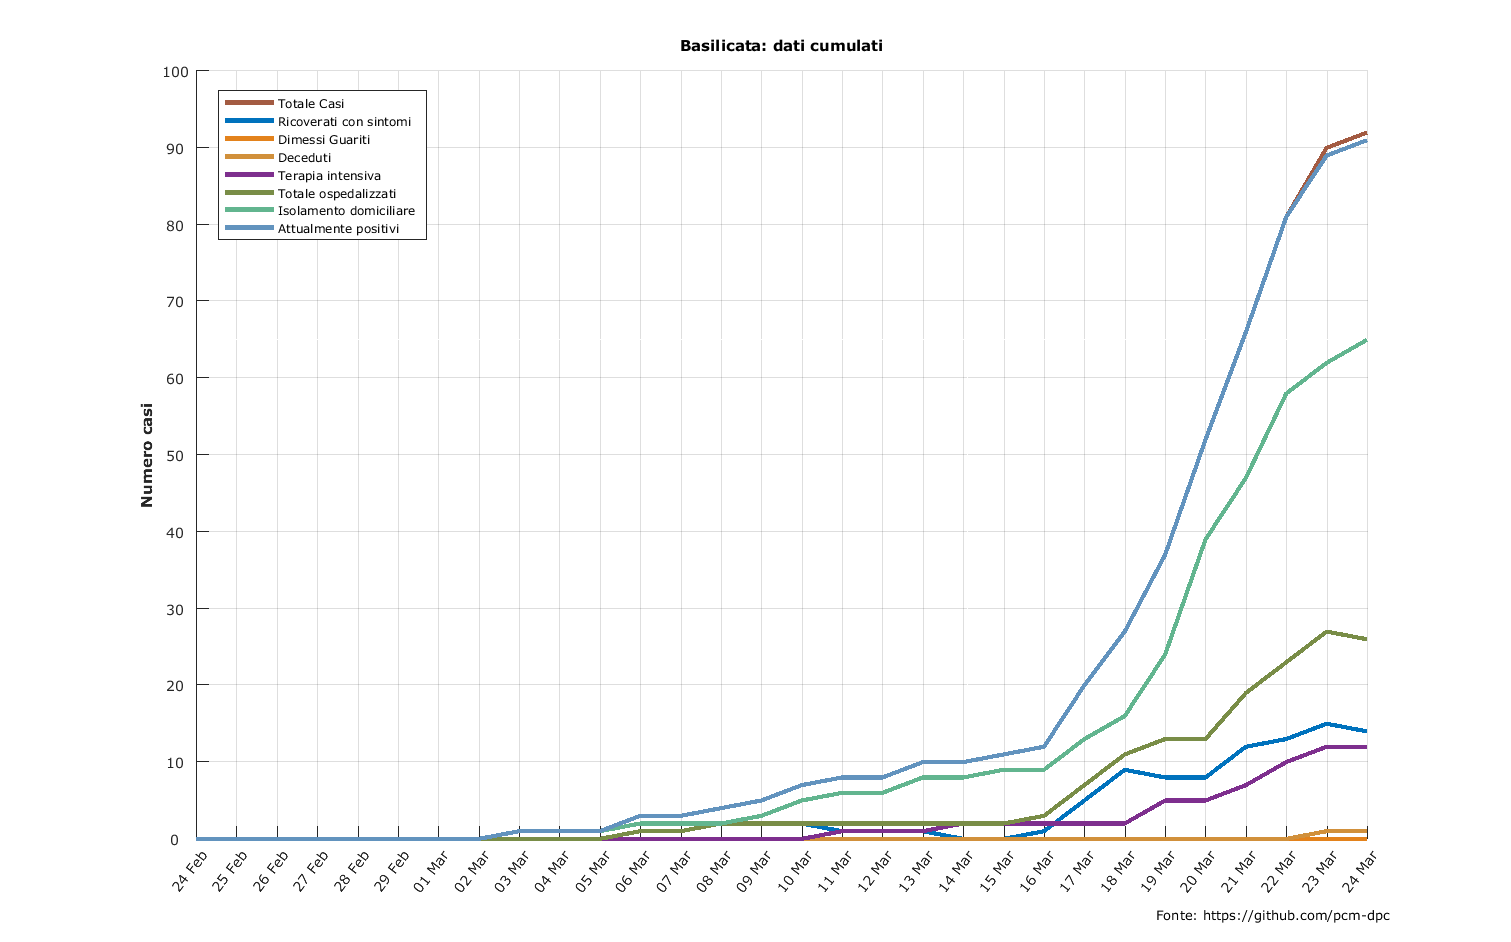 Basilicata: dati cumulati
100
90
80
70
60
50
40
30
20
10
0
Numero casi
Totale Casi
Ricoverati con sintomi
Dimessi Guariti
Deceduti
Terapia intensiva
Totale ospedalizzati
Isolamento domiciliare
Attualmente positivi
24 Feb
25 Feb
26 Feb
27 Feb
28 Feb
29 Feb
01 Mar
02 Mar
03 Mar
04 Mar
05 Mar
06 Mar
07 Mar
08 Mar
09 Mar
10 Mar
11 Mar
12 Mar
13 Mar
14 Mar
15 Mar
16 Mar
17 Mar
18 Mar
19 Mar
20 Mar
21 Mar
22 Mar
23 Mar
24 Mar
Fonte: https://github.com/pcm-dpc